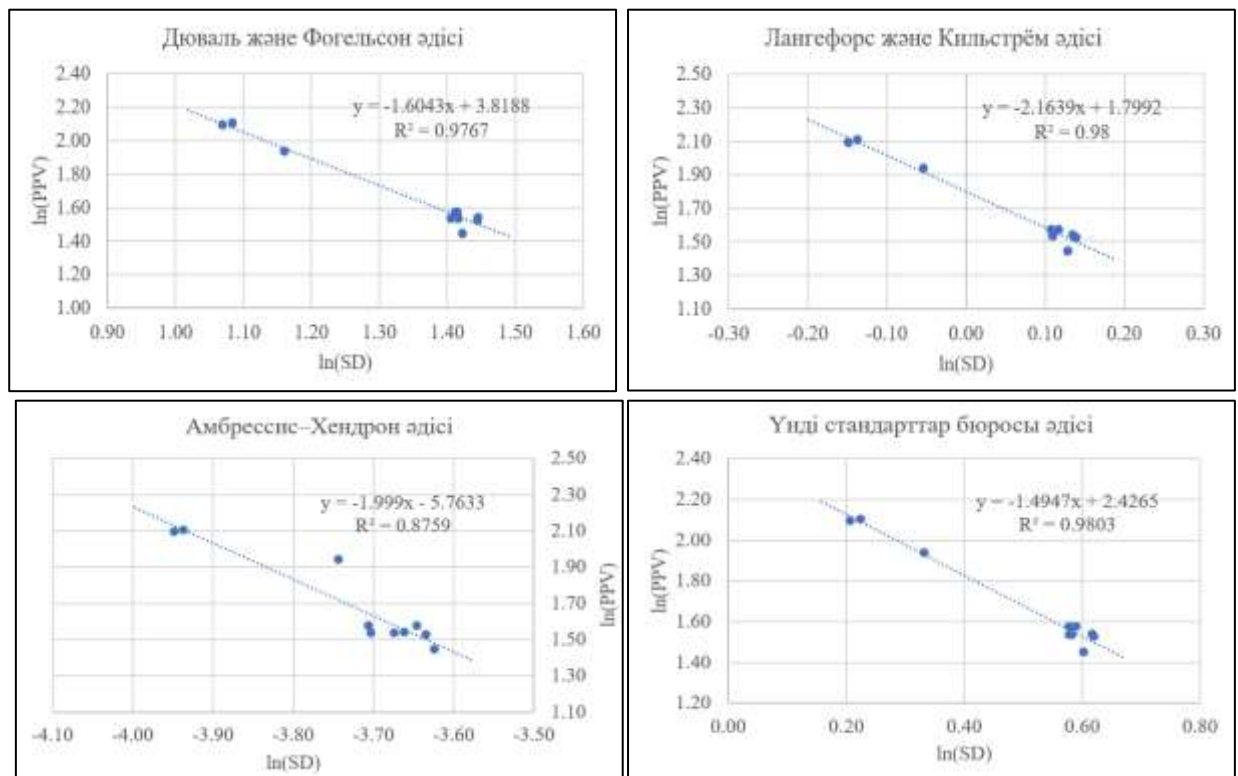 Дюваль және Фогельсон әдісі
2.40
2.20
2.00
1.80
1.60
1.40
1.20
1.00
ln(PPV)
y = -1.6043x + 3.8188
R² = 0.9767
0.90 1.00 1.10 1.20 1.30 1.40 1.50 1.60
ln(SD)
Лангефорс және Кильстрём әдісі
2.50
2.30
2.10
1.90
1.70
1.50
1.30
1.10
ln(PPV)
y = -2.1639x + 1.7992
R² = 0.98
-0.30 -0.20 -0.10 0.00 0.10 0.20 0.30
ln(SD)
Амбрессис–Хендрон әдісі
y = -1.999x - 5.7633
R² = 0.8759
2.50
2.30
2.10
1.90
1.70
1.50
1.30
1.10
ln(PPV)
-4.10 -4.00 -3.90 -3.80 -3.70 -3.60 -3.50
ln(SD)
Үнді стандарттар бюросы әдісі
2.40
2.20
2.00
1.80
1.60
1.40
1.20
ln(PPV)
y = -1.4947x + 2.4265
R² = 0.9803
0.00 0.20 0.40 0.60 0.80
ln(SD)